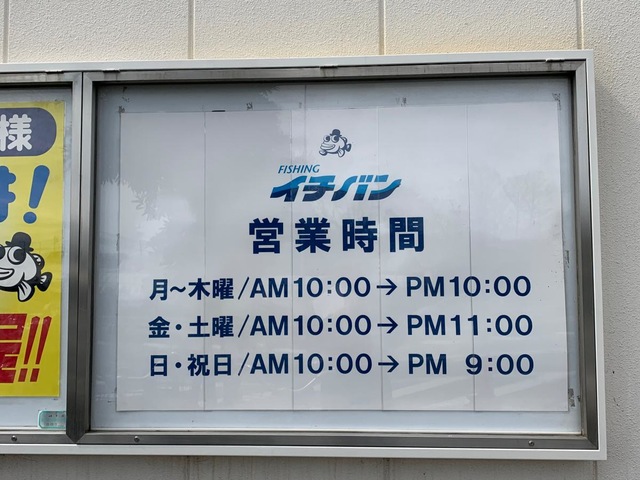 様
!
!!
FISHING
イチバン
営業時間
月〜木曜/AM10:00→PM10:00
金・土曜/AM10:00→PM11:00
日・祝日/AM10:00→PM 9:00